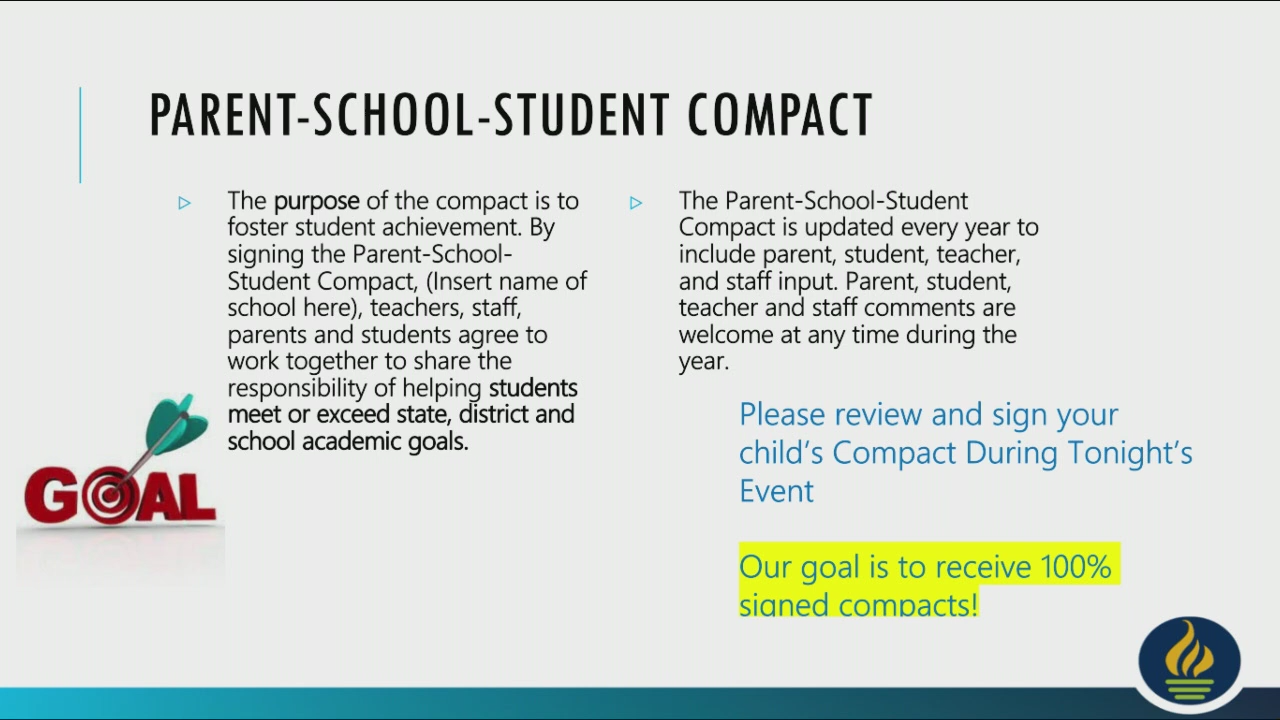 PARENT-SCHOOL-STUDENT COMPACT
The purpose of the compact is to
foster student achievement. By
signing the Parent-School-
Student Compact, (Insert name of
school here), teachers, staff,
parents and students agree to
work together to share the
responsibility of helping students
meet or exceed state, district and
school academic goals.
GOAL
The Parent-School-Student
Compact is updated every year to
include parent, student, teacher,
and staff input. Parent, student,
teacher and staff comments are
welcome at any time during the
year.
Please review and sign your
child’s Compact During Tonight’s
Event
Our goal is to receive 100%
signed compacts!